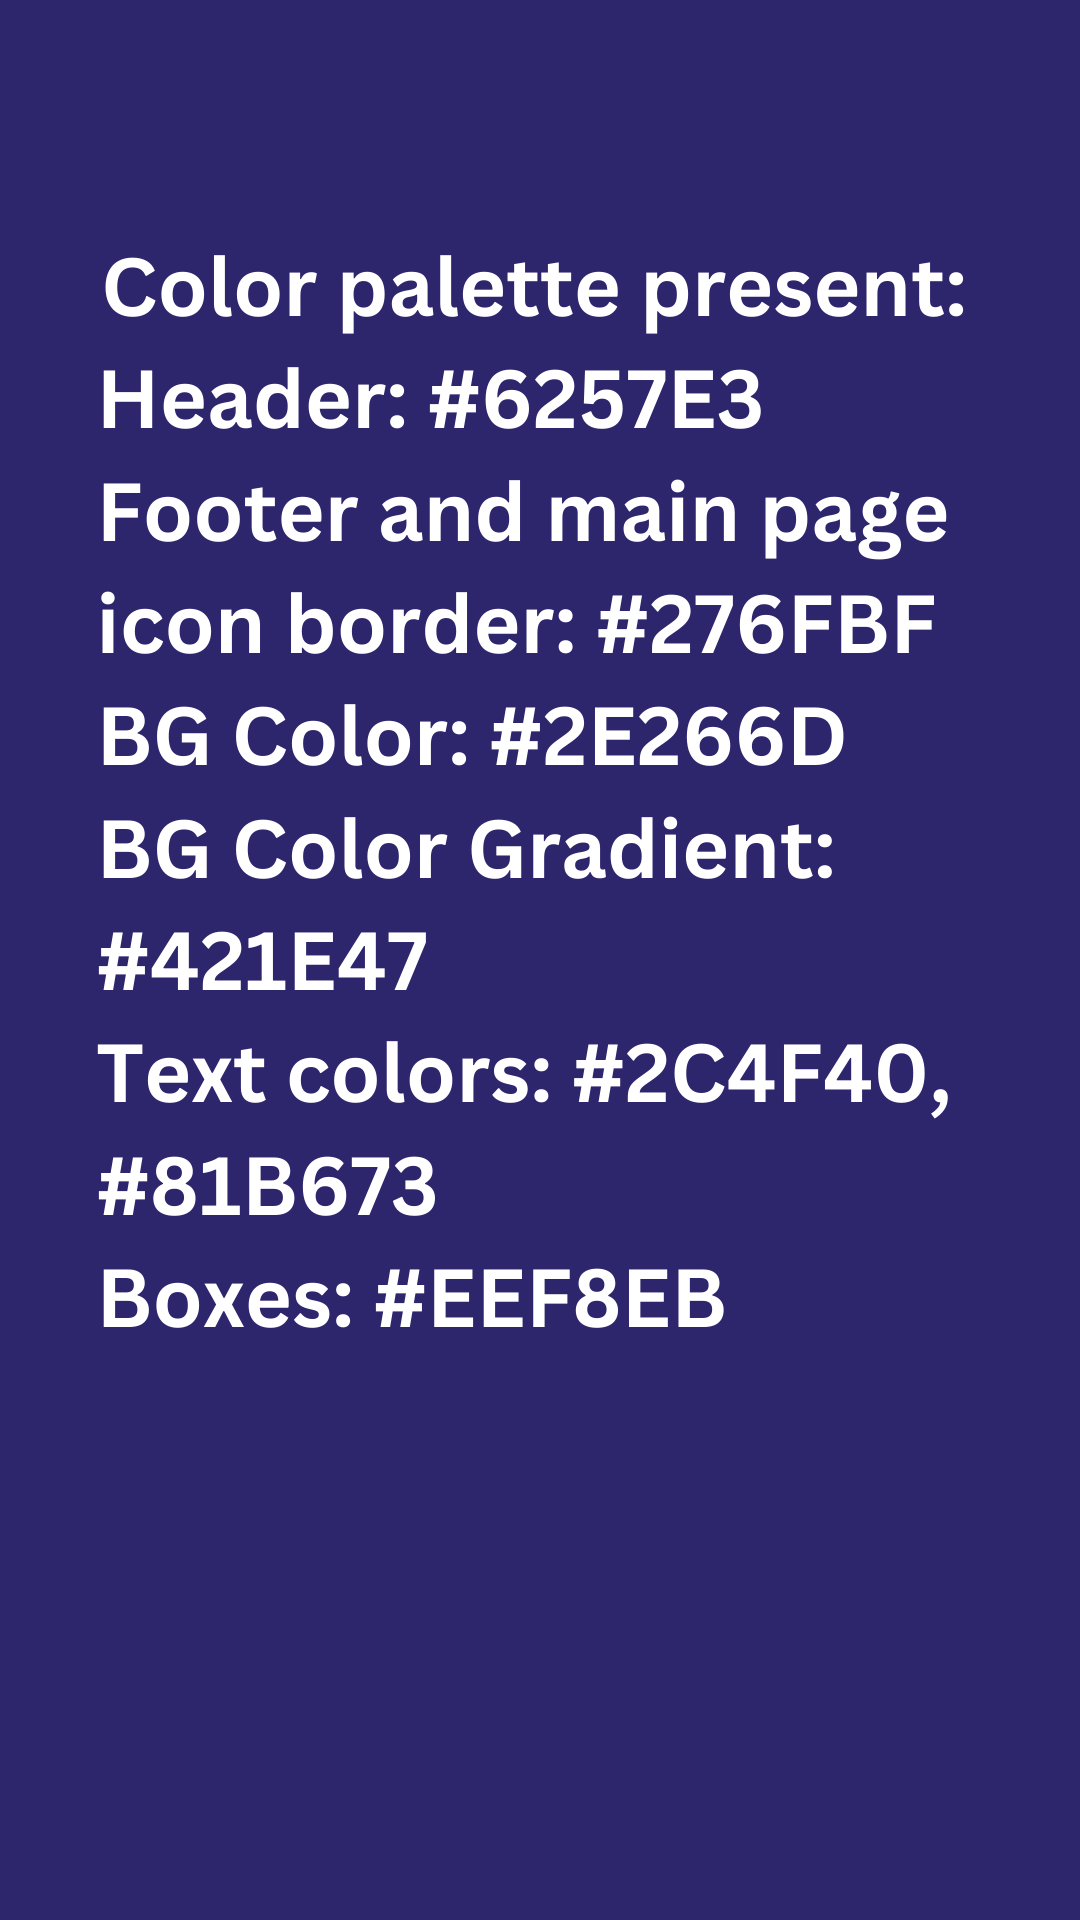 Color palette present:
Header: #6257E3
Footer and main page
icon border: #276FBF
BG Color: #2E266D
BG Color Gradient:
#421E47
Text colors: #2C4F40,
#81B673
Boxes: #EEF8EB